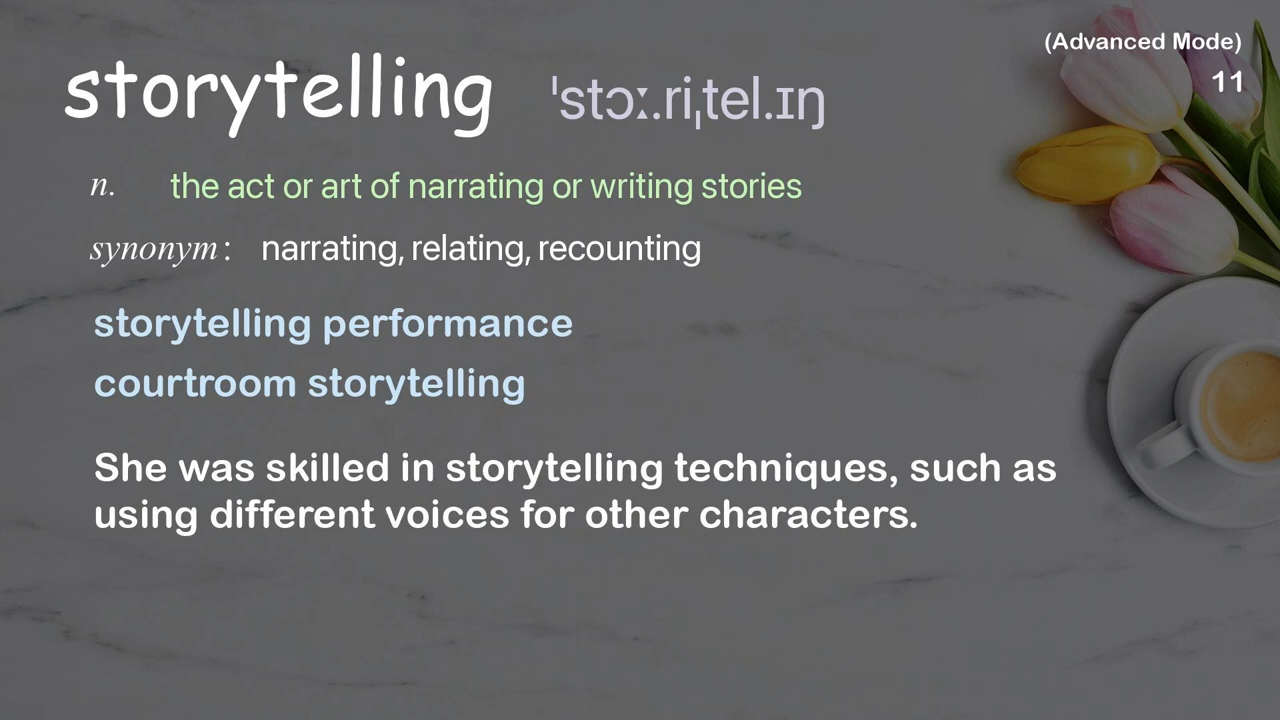 (Advanced Mode)
11
storytelling ˈstɔː.riˌtel.ɪŋ
n. the act or art of narrating or writing stories
synonym: narrating, relating, recounting
storytelling performance
courtroom storytelling
She was skilled in storytelling techniques, such as
using different voices for other characters.